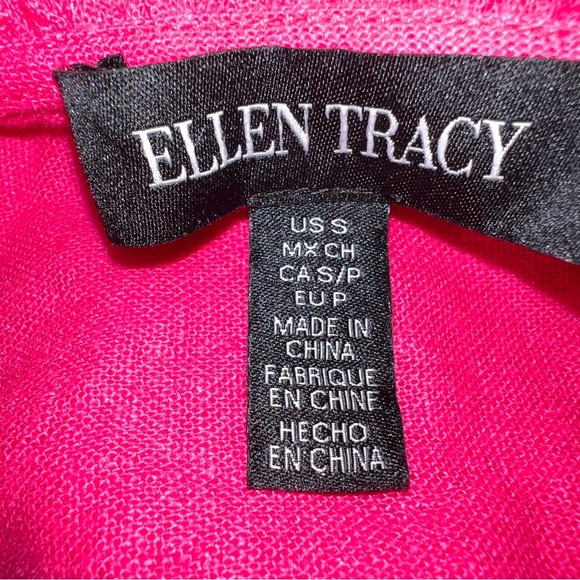 ELLEN TRACY
US S
MX CH
CA S/P
EU P
MADE IN
CHINA
FABRIQUE
EN CHINE
HECHO
EN CHINA